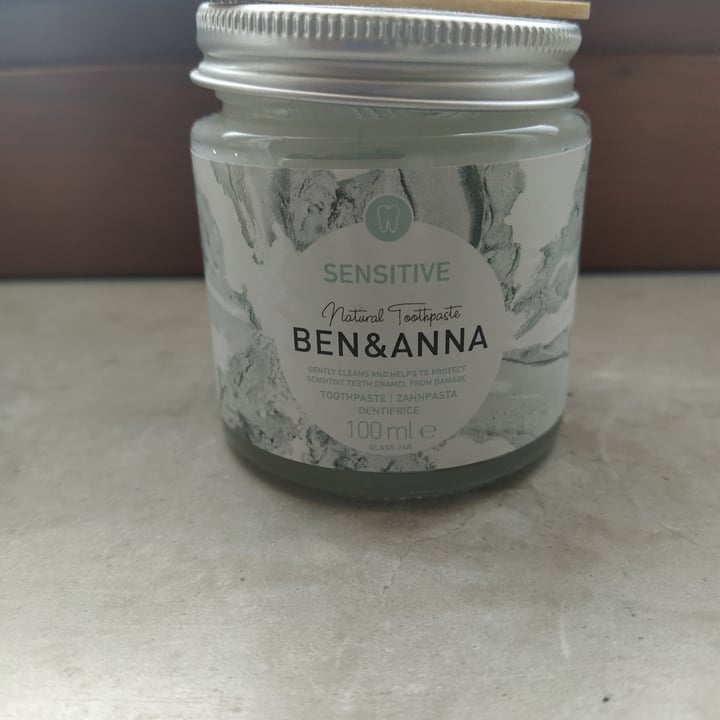 SENSITIVE
Natural Toothpaste
BEN&ANNA
GENTLY CLEANS AND HELPS TO PROTECT
SENSITIVE TEETH ENAMEL FROM DAMAGE
TOOTHPASTE | ZAHNPASTA
DENTIFRICE
100 ml ℮
GLASS JAR